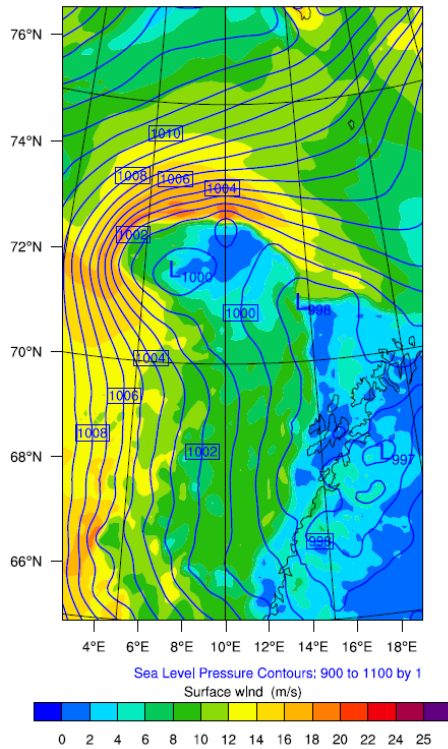 76°N
74°N
1010
1008
1006
1004
1002
72°N
L1000
1000
L998
70°N
1004
1006
1008
1002
68°N
L997
998
66°N
4°E 6°E 8°E 10°E 12°E 14°E 16°E 18°E
Sea Level Pressure Contours: 900 to 1100 by 1
Surface wind (m/s)
0 2 4 6 8 10 12 14 16 18 20 22 23 24 25